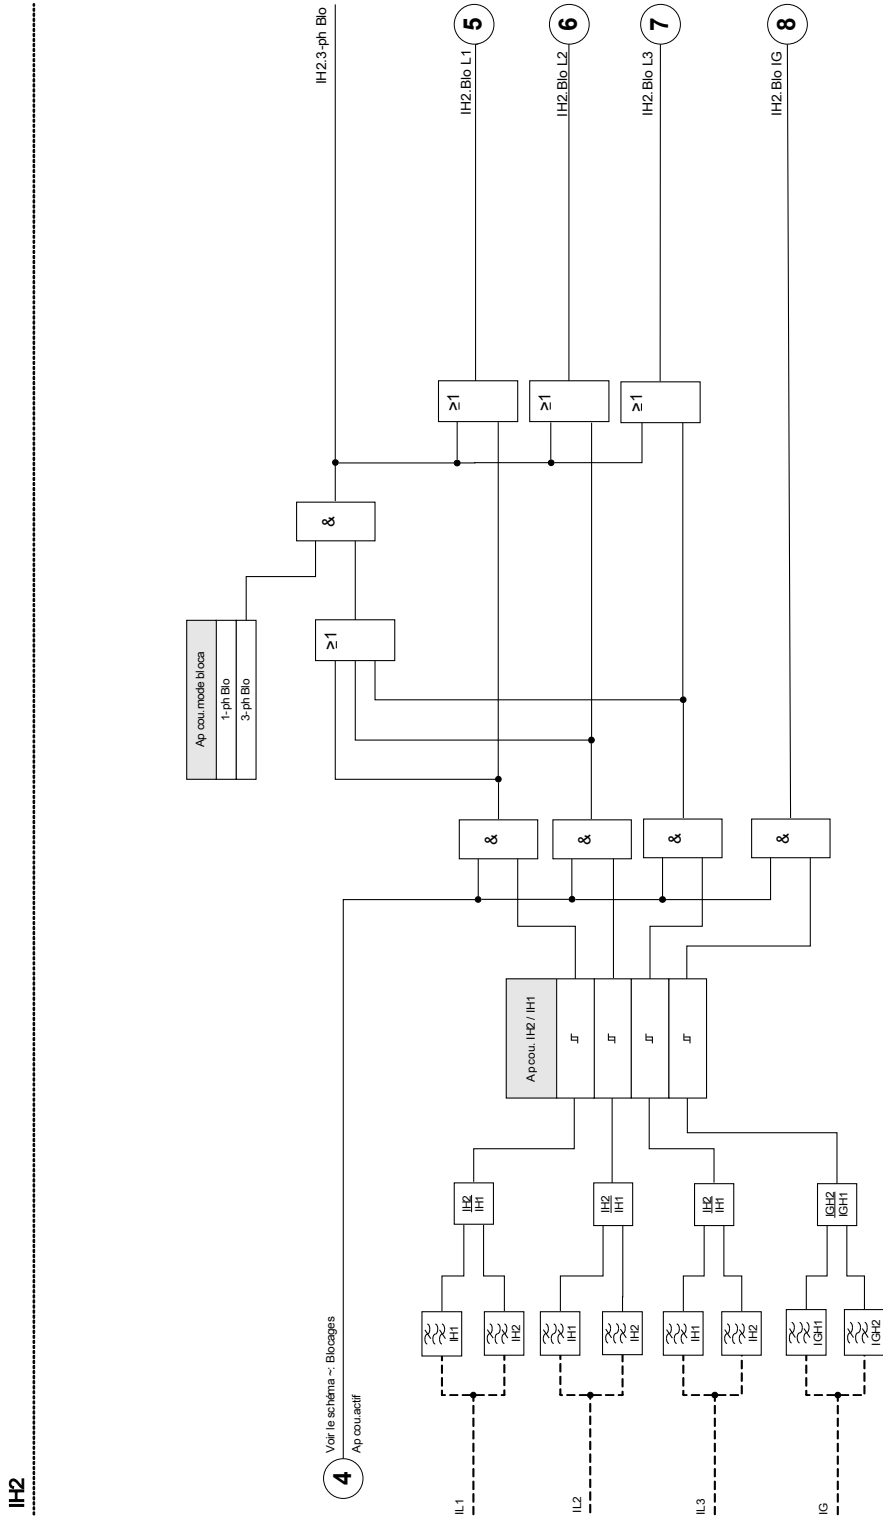 IH2
4
Voir le schéma ~: Blocages
Ap cou.actif
IL1
IL2
IL3
IG
IH1
IH2
IH1
IH2
IH1
IH2
IGH1
IGH2
IH2
IH1
IH2
IH1
IH2
IH1
IGH2
IGH1
Ap cou. IH2 / IH1
&
&
&
&
Ap cou.mode bloca
1-ph Blo
3-ph Blo
≥1
&
≥1
≥1
≥1
IH2.3-ph Blo
IH2.Blo L1
5
IH2.Blo L2
6
IH2.Blo L3
7
IH2.Blo IG
8